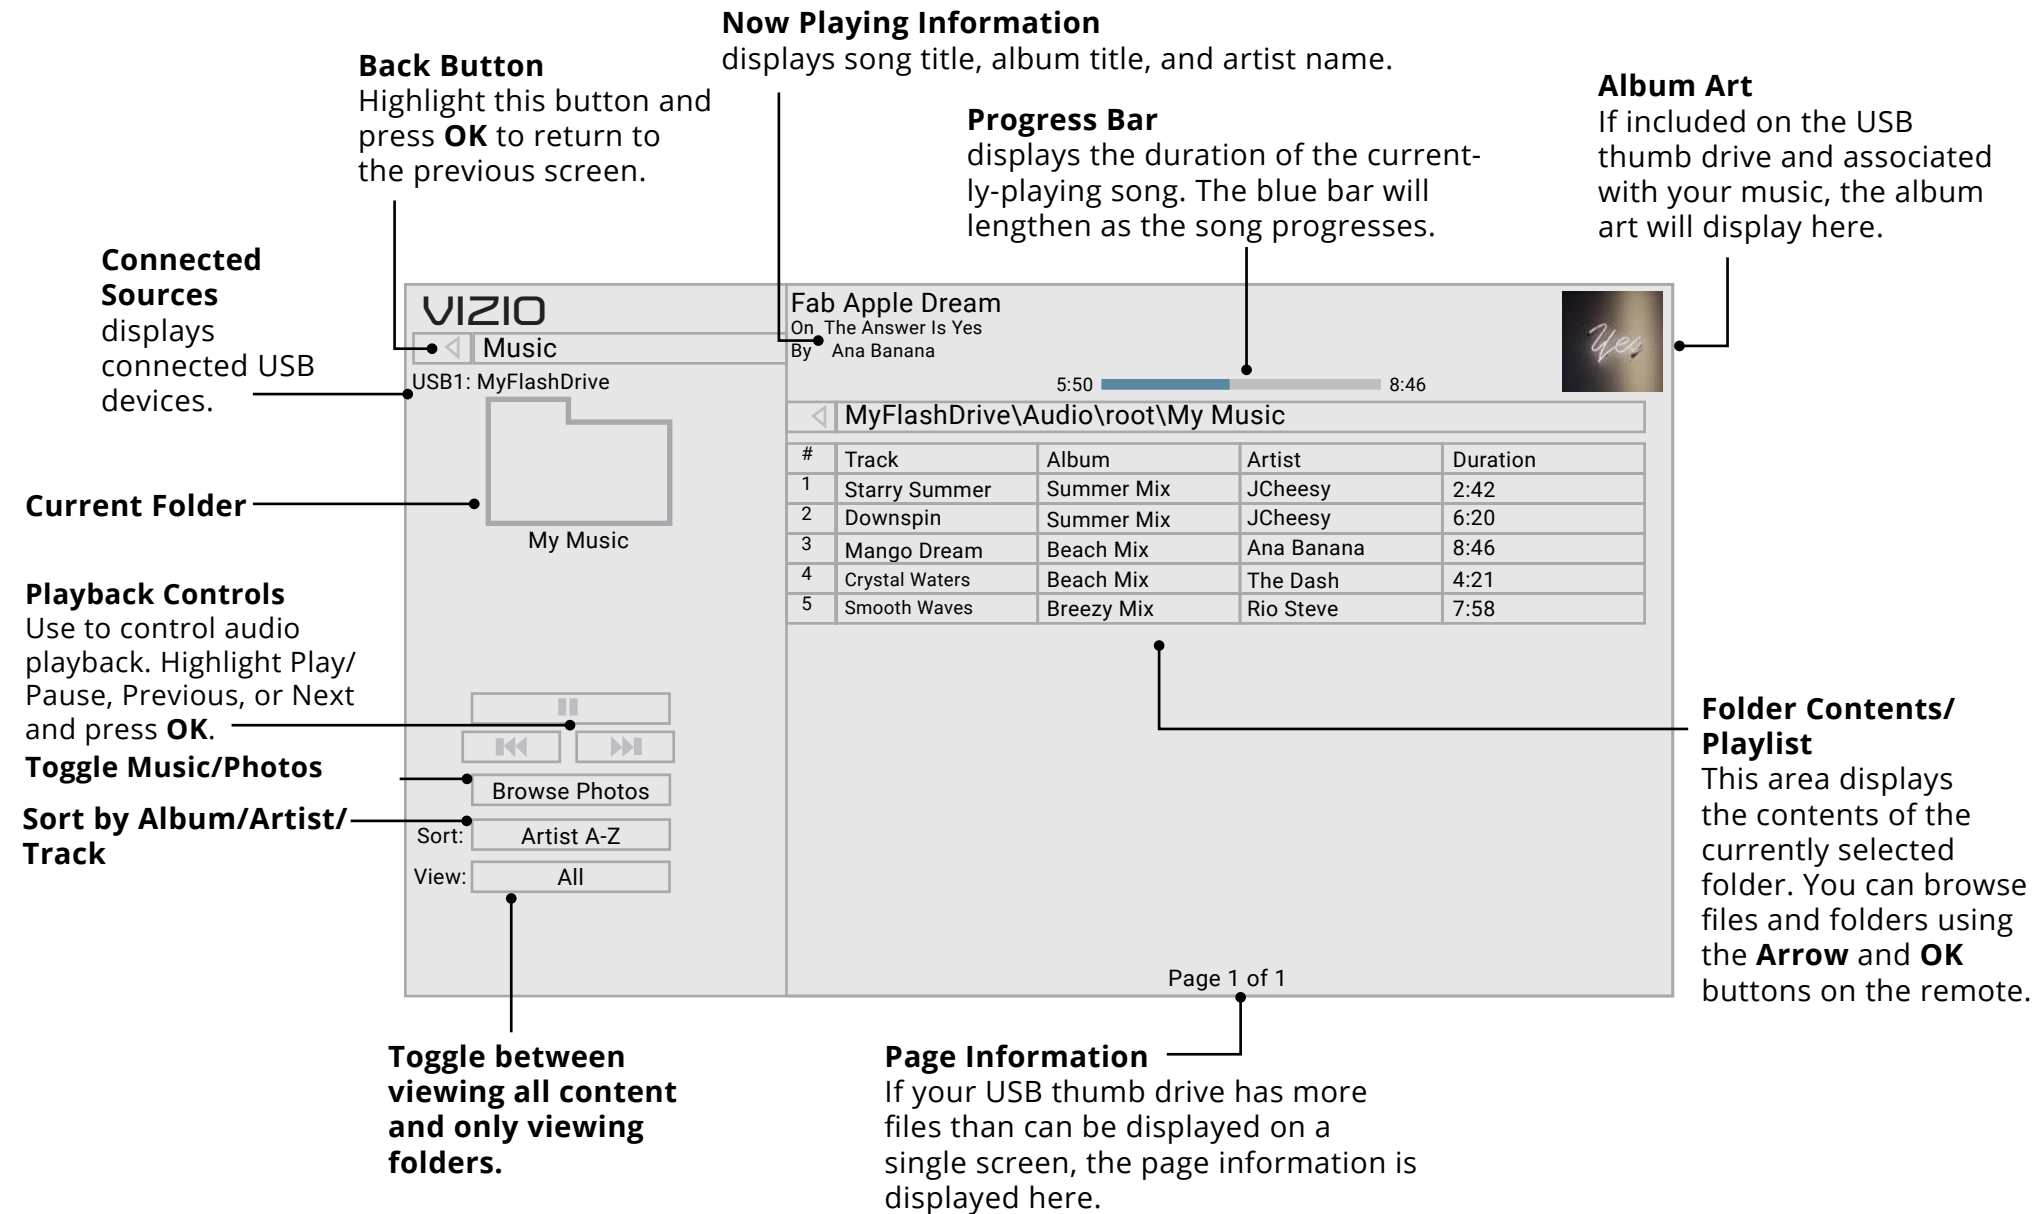 Now Playing Information
displays song title, album title, and artist name.
Back Button
Highlight this button and
press OK to return to
the previous screen.
Progress Bar
displays the duration of the current-
ly-playing song. The blue bar will
lengthen as the song progresses.
Album Art
If included on the USB
thumb drive and associated
with your music, the album
art will display here.
Connected
Sources
displays
connected USB
devices.
Current Folder
Playback Controls
Use to control audio
playback. Highlight Play/
Pause, Previous, or Next
and press OK.
Toggle Music/Photos
Sort by Album/Artist/
Track
VIZIO
Music
USB1: MyFlashDrive
My Music
Browse Photos
Sort: Artist A-Z
View: All
Fab Apple Dream
On The Answer Is Yes
By Ana Banana
5:50 8:46
Yes
MyFlashDrive\Audio\root\My Music
# Track Album Artist Duration
1 Starry Summer Summer Mix JCheesy 2:42
2 Downspin Summer Mix JCheesy 6:20
3 Mango Dream Beach Mix Ana Banana 8:46
4 Crystal Waters Beach Mix The Dash 4:21
5 Smooth Waves Breezy Mix Rio Steve 7:58
Page 1 of 1
Folder Contents/
Playlist
This area displays
the contents of the
currently selected
folder. You can browse
files and folders using
the Arrow and OK
buttons on the remote.
Toggle between
viewing all content
and only viewing
folders.
Page Information
If your USB thumb drive has more
files than can be displayed on a
single screen, the page information is
displayed here.